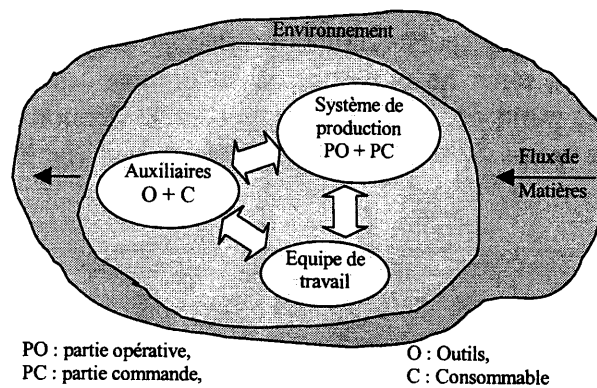 Environnement
Système de
production
PO + PC
Auxiliaires
O + C
Flux de
Matières
Equipe de
travail
PO : partie opérative,
PC : partie commande,
O : Outils,
C : Consommable